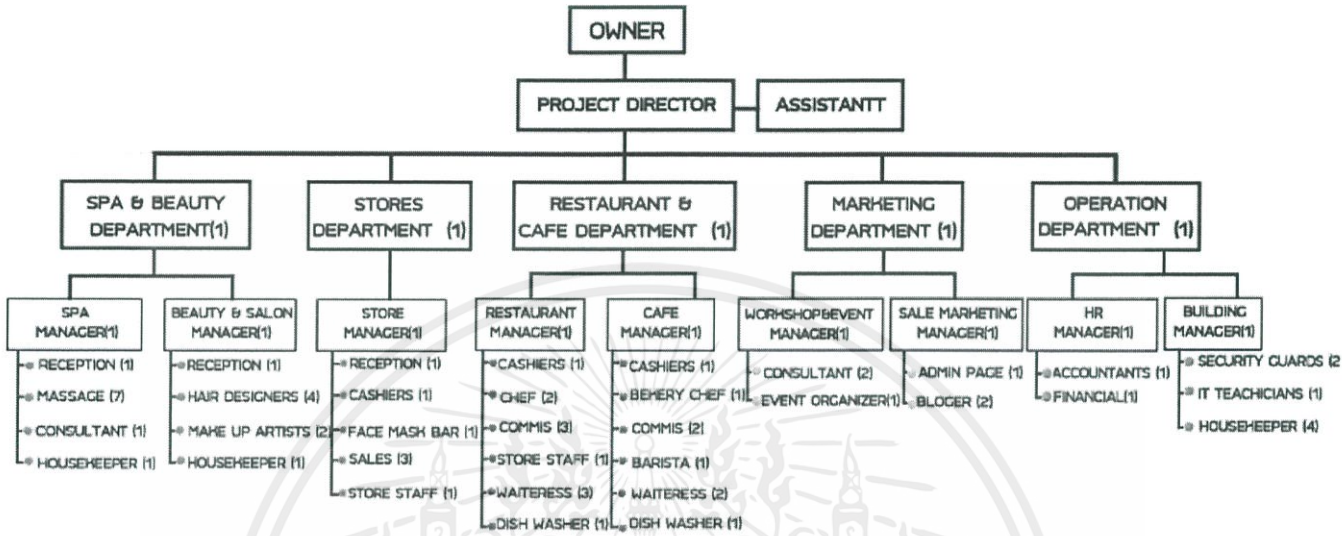 OWNER
PROJECT DIRECTOR
ASSISTANTT
SPA & BEAUTY
DEPARTMENT(1)
STORES
DEPARTMENT (1)
RESTAURANT &
CAFE DEPARTMENT (1)
MARKETING
DEPARTMENT (1)
OPERATION
DEPARTMENT (1)
SPA
MANAGER(1)
RECEPTION (1)
MASSAGE (7)
CONSULTANT (1)
HOUSEKEEPER (1)
BEAUTY & SALON
MANAGER(1)
RECEPTION (1)
HAIR DESIGNERS (4)
MAKE UP ARTISTS (2)
HOUSEKEEPER (1)
STORE
MANAGER(1)
RECEPTION (1)
CASHIERS (1)
FACE MASK BAR (1)
SALES (3)
STORE STAFF (1)
RESTAURANT
MANAGER(1)
CASHIERS (1)
CHEF (2)
COMMIS (3)
STORE STAFF (1)
WAITERESS (3)
DISH WASHER (1)
CAFE
MANAGER(1)
CASHIERS (1)
BEKERY CHEF (1)
COMMIS (2)
BARISTA (1)
WAITERESS (2)
DISH WASHER (1)
WORKSHOP&EVENT
MANAGER(1)
CONSULTANT (2)
EVENT ORGANIZER(1)
SALE MARKETING
MANAGER(1)
ADMIN PAGE (1)
BLOGER (2)
HR
MANAGER(1)
ACCOUNTANTS (1)
FINANCIAL(1)
BUILDING
MANAGER(1)
SECURITY GUARDS (2
IT TEACHICIANS (1)
HOUSEKEEPER (4)